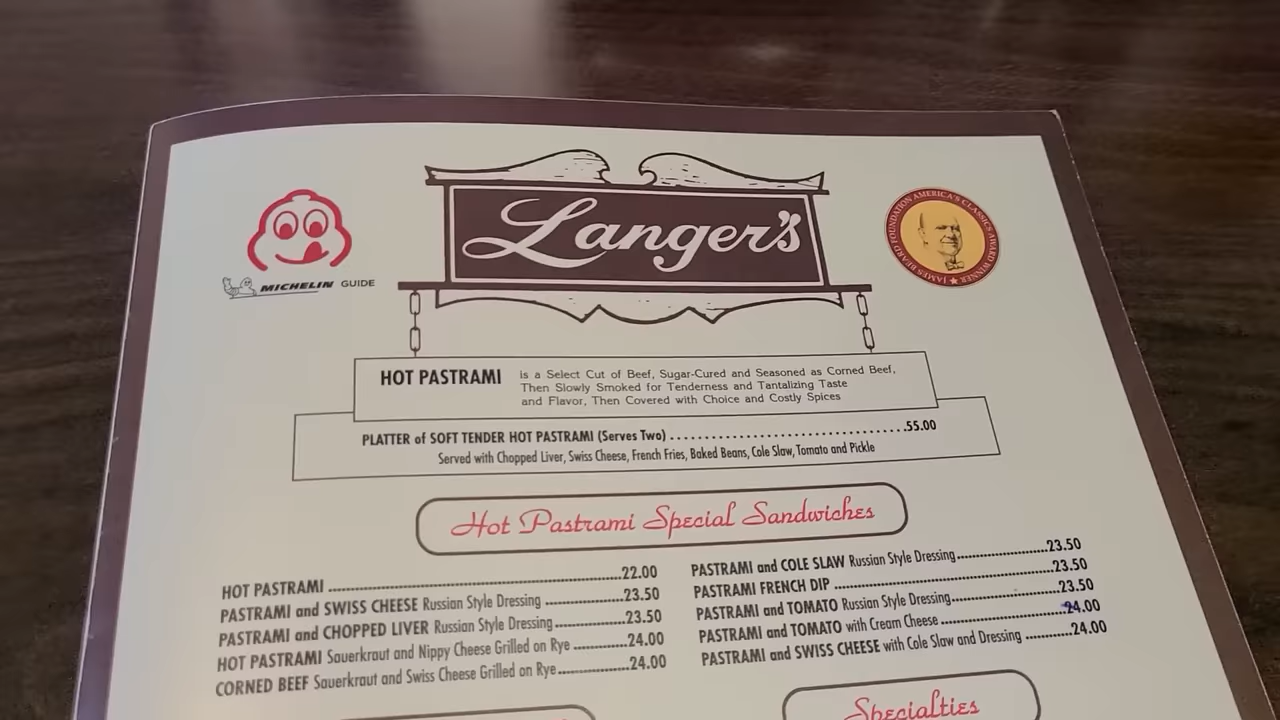 Langer's
MICHELIN GUIDE
JAMES BEARD FOUNDATION AMERICA'S CLASSICS AWARD WINNER
HOT PASTRAMI is a Select Cut of Beef, Sugar-Cured and Seasoned as Corned Beef,
Then Slowly Smoked for Tenderness and Tantalizing Taste
and Flavor, Then Covered with Choice and Costly Spices
PLATTER of SOFT TENDER HOT PASTRAMI (Serves Two) ................................55.00
Served with Chopped Liver, Swiss Cheese, French Fries, Baked Beans, Cole Slaw, Tomato and Pickle
Hot Pastrami Special Sandwiches
HOT PASTRAMI ................................22.00
PASTRAMI and SWISS CHEESE Russian Style Dressing ................23.50
PASTRAMI and CHOPPED LIVER Russian Style Dressing................23.50
HOT PASTRAMI Sauerkraut and Nippy Cheese Grilled on Rye ............24.00
CORNED BEEF Sauerkraut and Swiss Cheese Grilled on Rye................24.00
PASTRAMI and COLE SLAW Russian Style Dressing................23.50
PASTRAMI FRENCH DIP ................................23.50
PASTRAMI and TOMATO Russian Style Dressing................23.50
PASTRAMI and TOMATO with Cream Cheese ................24.00
PASTRAMI and SWISS CHEESE with Cole Slaw and Dressing ............24.00
Specialties